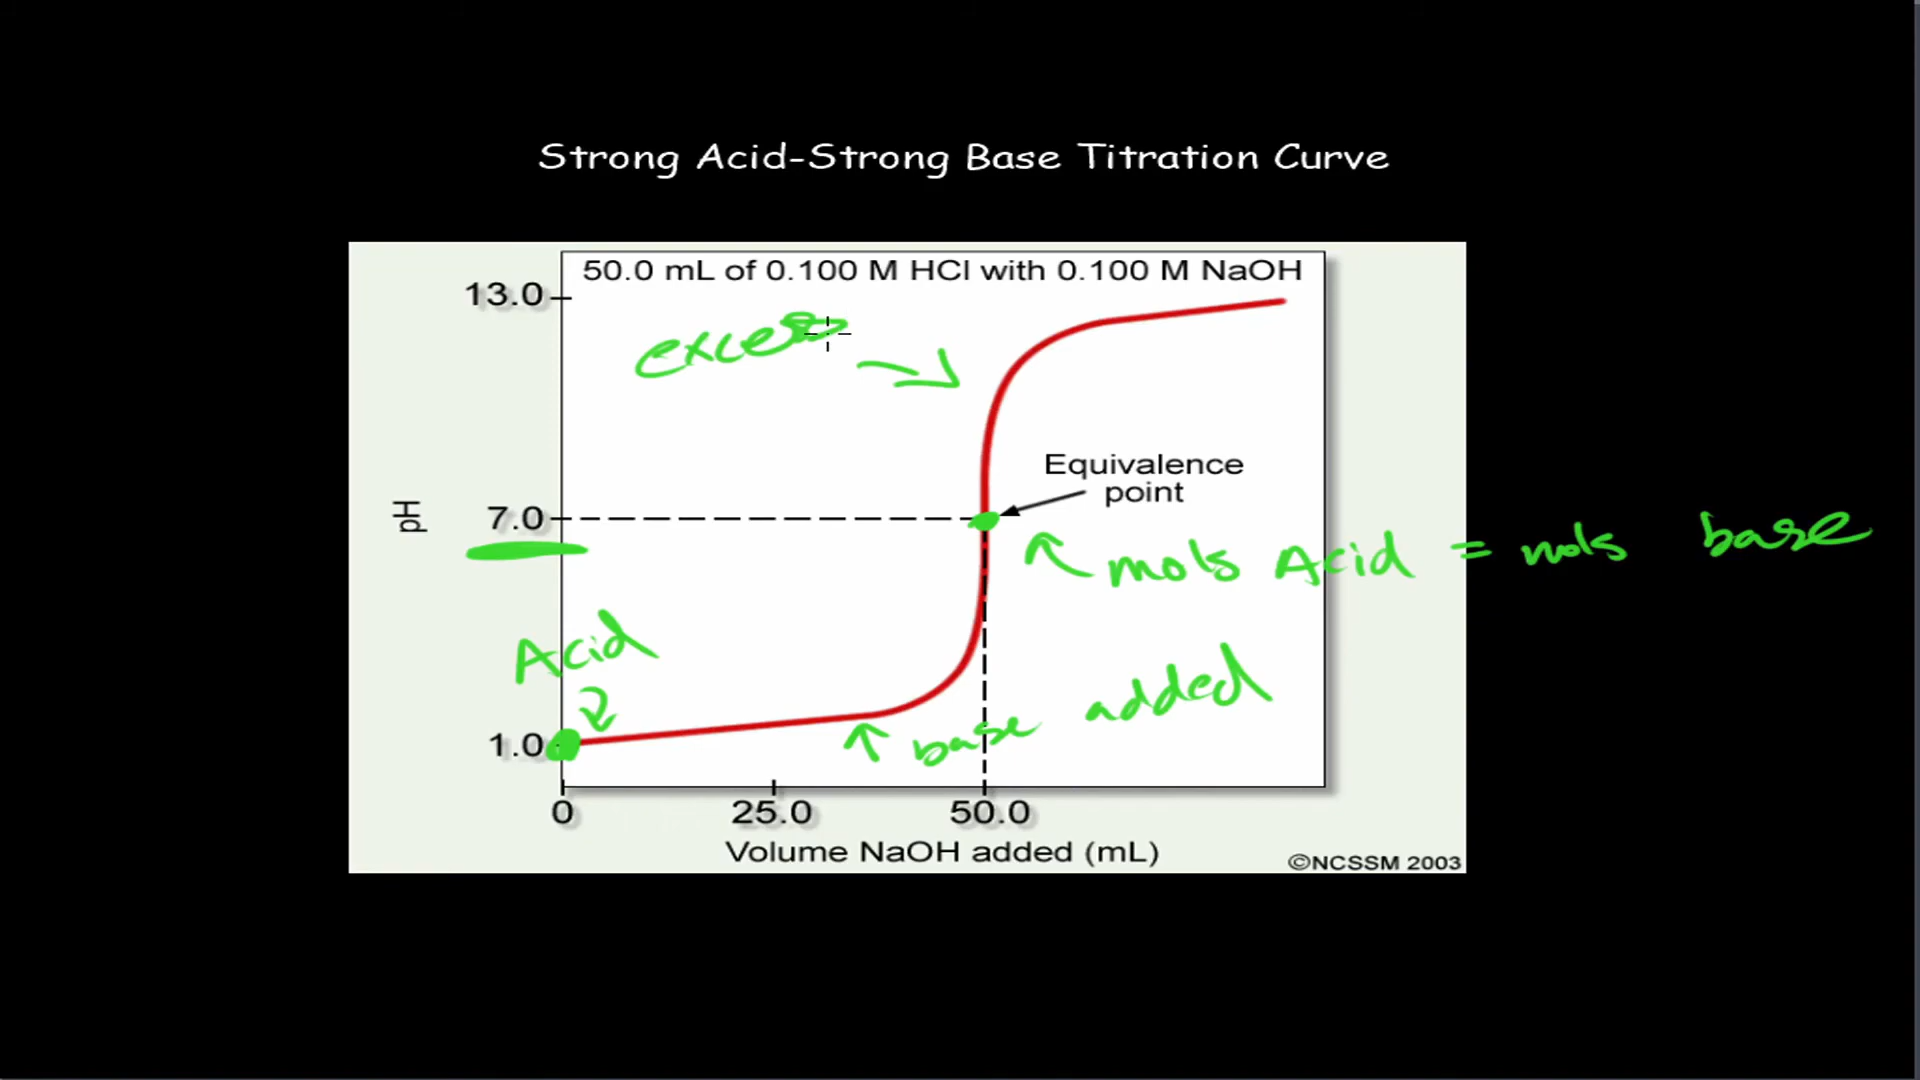 Strong Acid-Strong Base Titration Curve
50.0 mL of 0.100 M HCl with 0.100 M NaOH
13.0
excess
Equivalence
point
pH
7.0
mols Acid = mols base
Acid
base added
1.0
0 25.0 50.0
Volume NaOH added (mL)
©NCSSM 2003